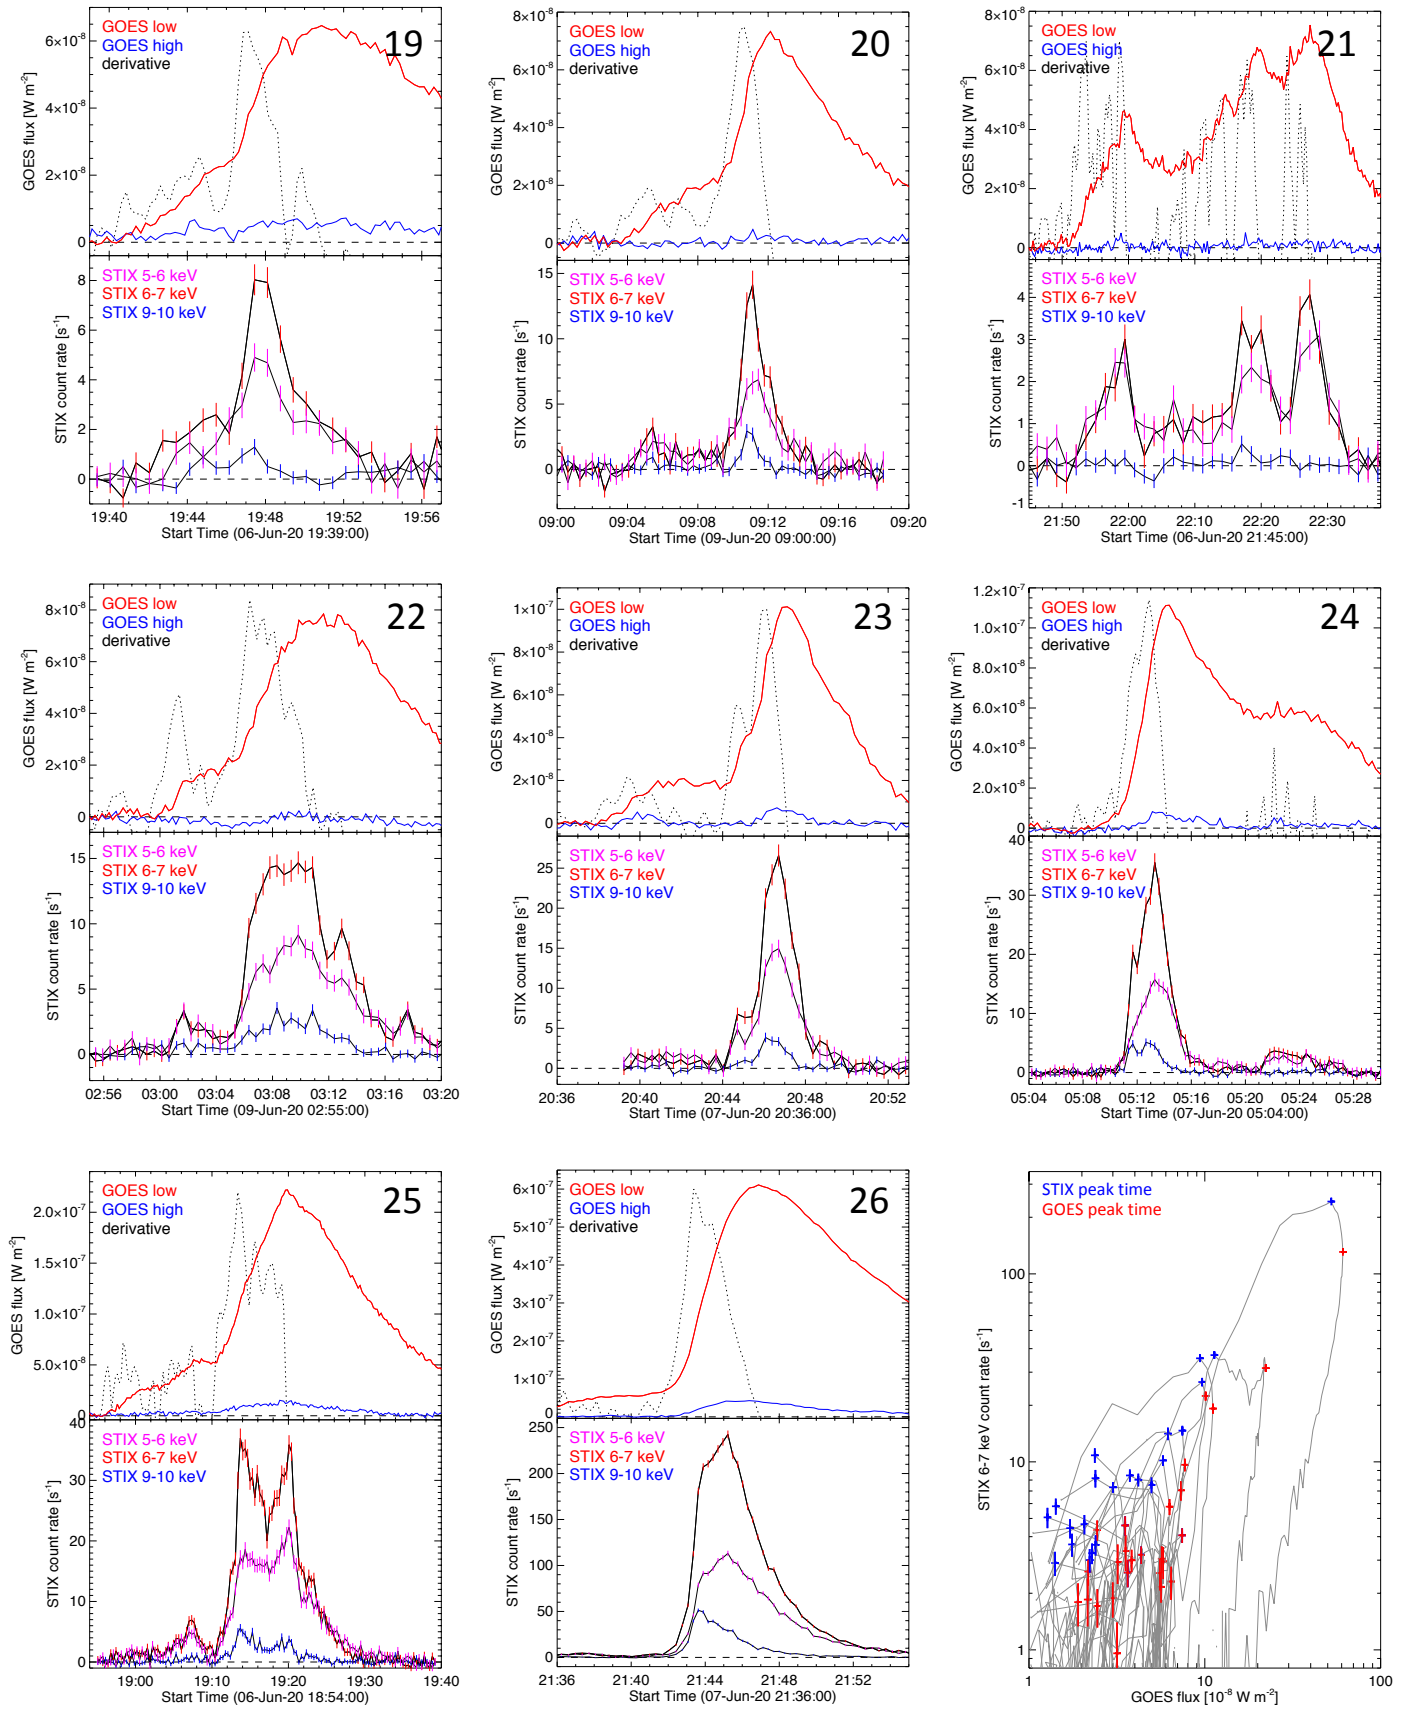 GOES low
GOES high
derivative
19
6×10⁻⁸
4×10⁻⁸
2×10⁻⁸
0
GOES flux [W m⁻²]
STIX 5-6 keV
STIX 6-7 keV
STIX 9-10 keV
8
6
4
2
0
STIX count rate [s⁻¹]
19:40 19:44 19:48 19:52 19:56
Start Time (06-Jun-20 19:39:00)
GOES low
GOES high
derivative
20
8×10⁻⁸
6×10⁻⁸
4×10⁻⁸
2×10⁻⁸
0
GOES flux [W m⁻²]
STIX 5-6 keV
STIX 6-7 keV
STIX 9-10 keV
15
10
5
0
STIX count rate [s⁻¹]
09:00 09:04 09:08 09:12 09:16 09:20
Start Time (09-Jun-20 09:00:00)
GOES low
GOES high
derivative
21
8×10⁻⁸
6×10⁻⁸
4×10⁻⁸
2×10⁻⁸
0
GOES flux [W m⁻²]
STIX 5-6 keV
STIX 6-7 keV
STIX 9-10 keV
4
3
2
1
0
-1
STIX count rate [s⁻¹]
21:50 22:00 22:10 22:20 22:30
Start Time (06-Jun-20 21:45:00)
GOES low
GOES high
derivative
22
8×10⁻⁸
6×10⁻⁸
4×10⁻⁸
2×10⁻⁸
0
GOES flux [W m⁻²]
STIX 5-6 keV
STIX 6-7 keV
STIX 9-10 keV
15
10
5
0
STIX count rate [s⁻¹]
02:56 03:00 03:04 03:08 03:12 03:16 03:20
Start Time (09-Jun-20 02:55:00)
GOES low
GOES high
derivative
23
1×10⁻⁷
8×10⁻⁸
6×10⁻⁸
4×10⁻⁸
2×10⁻⁸
0
GOES flux [W m⁻²]
STIX 5-6 keV
STIX 6-7 keV
STIX 9-10 keV
25
20
15
10
5
0
STIX count rate [s⁻¹]
20:36 20:40 20:44 20:48 20:52
Start Time (07-Jun-20 20:36:00)
GOES low
GOES high
derivative
24
1.2×10⁻⁷
1.0×10⁻⁷
8.0×10⁻⁸
6.0×10⁻⁸
4.0×10⁻⁸
2.0×10⁻⁸
0
GOES flux [W m⁻²]
STIX 5-6 keV
STIX 6-7 keV
STIX 9-10 keV
40
30
20
10
0
STIX count rate [s⁻¹]
05:04 05:08 05:12 05:16 05:20 05:24 05:28
Start Time (07-Jun-20 05:04:00)
GOES low
GOES high
derivative
25
2.0×10⁻⁷
1.5×10⁻⁷
1.0×10⁻⁷
5.0×10⁻⁸
0
GOES flux [W m⁻²]
STIX 5-6 keV
STIX 6-7 keV
STIX 9-10 keV
40
30
20
10
0
STIX count rate [s⁻¹]
19:00 19:10 19:20 19:30 19:40
Start Time (06-Jun-20 18:54:00)
GOES low
GOES high
derivative
26
6×10⁻⁷
5×10⁻⁷
4×10⁻⁷
3×10⁻⁷
2×10⁻⁷
1×10⁻⁷
0
GOES flux [W m⁻²]
STIX 5-6 keV
STIX 6-7 keV
STIX 9-10 keV
250
200
150
100
50
0
STIX count rate [s⁻¹]
21:36 21:40 21:44 21:48 21:52
Start Time (07-Jun-20 21:36:00)
STIX peak time
GOES peak time
100
10
1
STIX 6-7 keV count rate [s⁻¹]
1 10 100
GOES flux [10⁻⁸ W m⁻²]